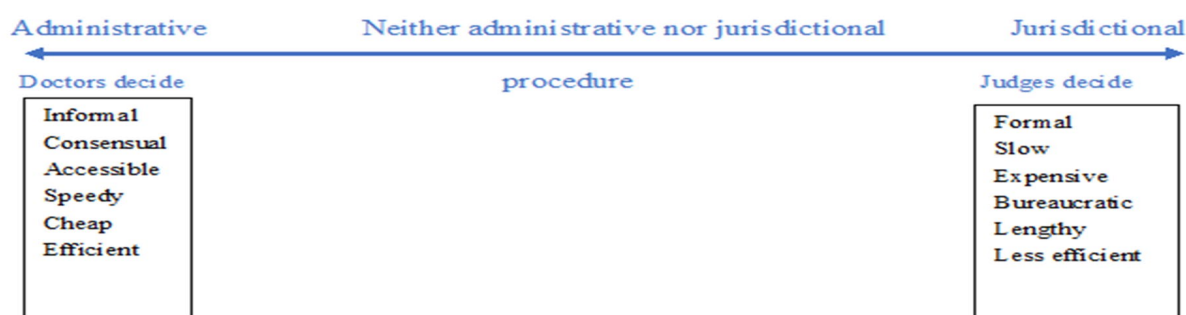 Administrative Neither administrative nor jurisdictional Jurisdictional
Doctors decide procedure Judges decide
Informal
Consensual
Accessible
Speedy
Cheap
Efficient
Formal
Slow
Expensive
Bureaucratic
Lengthy
Less efficient